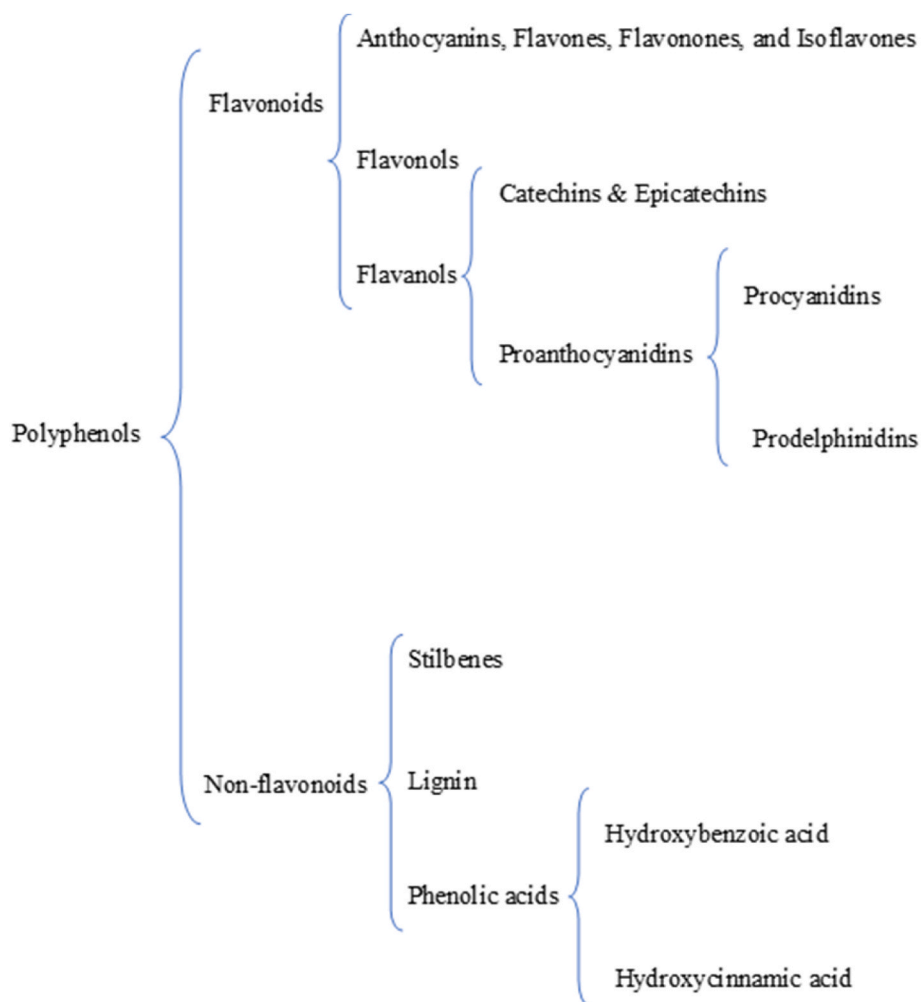 Anthocyanins, Flavones, Flavonones, and Isoflavones
Flavonoids
Flavonols
Catechins & Epicatechins
Flavanols
Procyanidins
Proanthocyanidins
Polyphenols
Prodelphinidins
Stilbenes
Non-flavonoids
Lignin
Hydroxybenzoic acid
Phenolic acids
Hydroxycinnamic acid